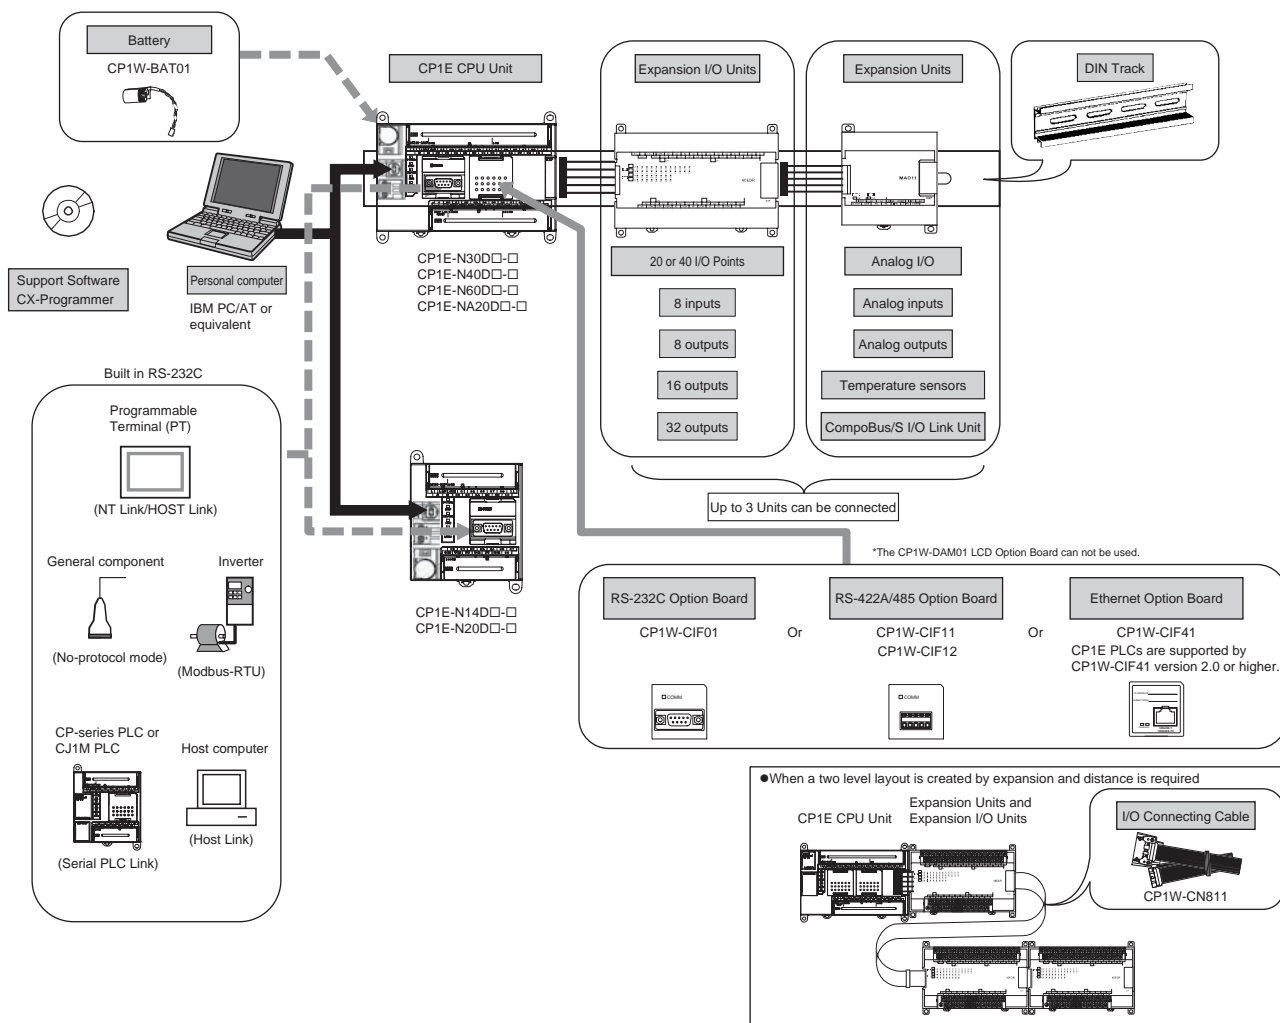 Battery
CP1W-BAT01
CP1E CPU Unit
Expansion I/O Units
Expansion Units
DIN Track
40EDR
MAD11
Support Software
CX-Programmer
Personal computer
IBM PC/AT or
equivalent
CP1E-N30D□-□
CP1E-N40D□-□
CP1E-N60D□-□
CP1E-NA20D□-□
20 or 40 I/O Points
8 inputs
8 outputs
16 outputs
32 outputs
Analog I/O
Analog inputs
Analog outputs
Temperature sensors
CompoBus/S I/O Link Unit
Up to 3 Units can be connected
Built in RS-232C
Programmable
Terminal (PT)
(NT Link/HOST Link)
General component
(No-protocol mode)
Inverter
(Modbus-RTU)
CP-series PLC or
CJ1M PLC
(Serial PLC Link)
Host computer
(Host Link)
CP1E-N14D□-□
CP1E-N20D□-□
*The CP1W-DAM01 LCD Option Board can not be used.
RS-232C Option Board
CP1W-CIF01
COMM
Or
RS-422A/485 Option Board
CP1W-CIF11
CP1W-CIF12
COMM
Or
Ethernet Option Board
CP1W-CIF41
CP1E PLCs are supported by
CP1W-CIF41 version 2.0 or higher.
●When a two level layout is created by expansion and distance is required
CP1E CPU Unit
Expansion Units and
Expansion I/O Units
I/O Connecting Cable
CP1W-CN811